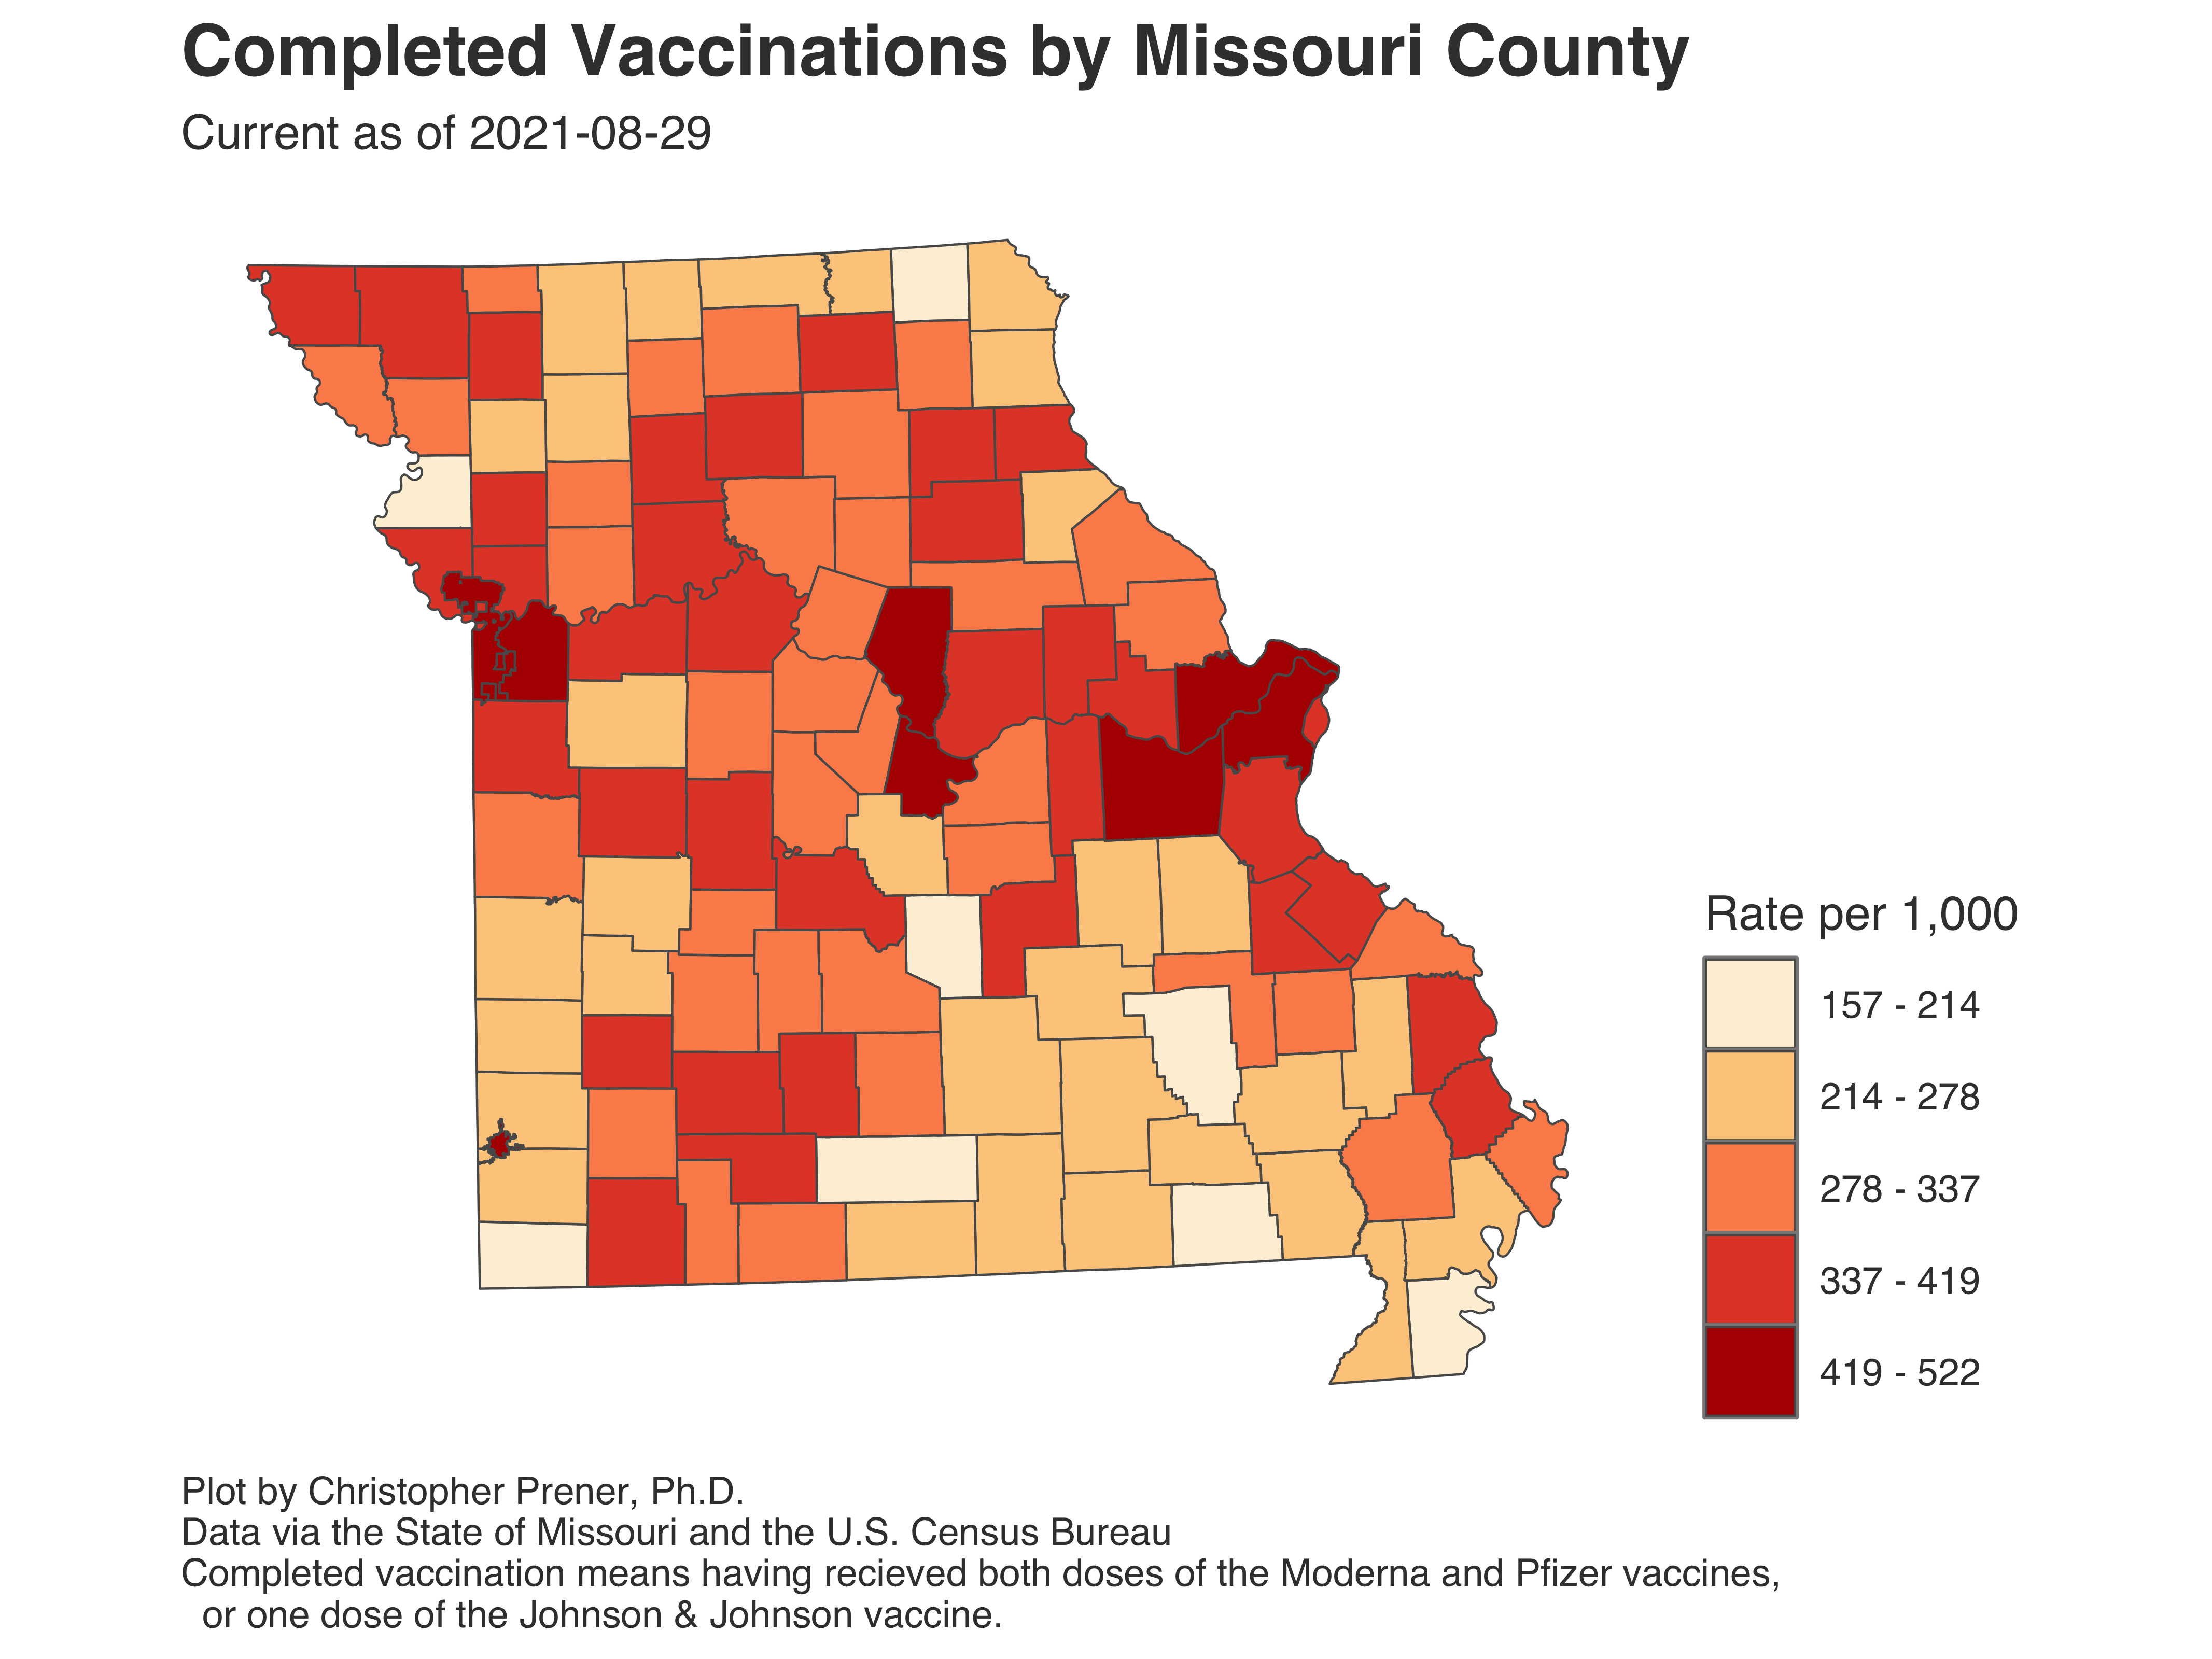 Completed Vaccinations by Missouri County
Current as of 2021-08-29
Rate per 1,000
157 - 214
214 - 278
278 - 337
337 - 419
419 - 522
Plot by Christopher Prener, Ph.D.
Data via the State of Missouri and the U.S. Census Bureau
Completed vaccination means having recieved both doses of the Moderna and Pfizer vaccines,
or one dose of the Johnson & Johnson vaccine.